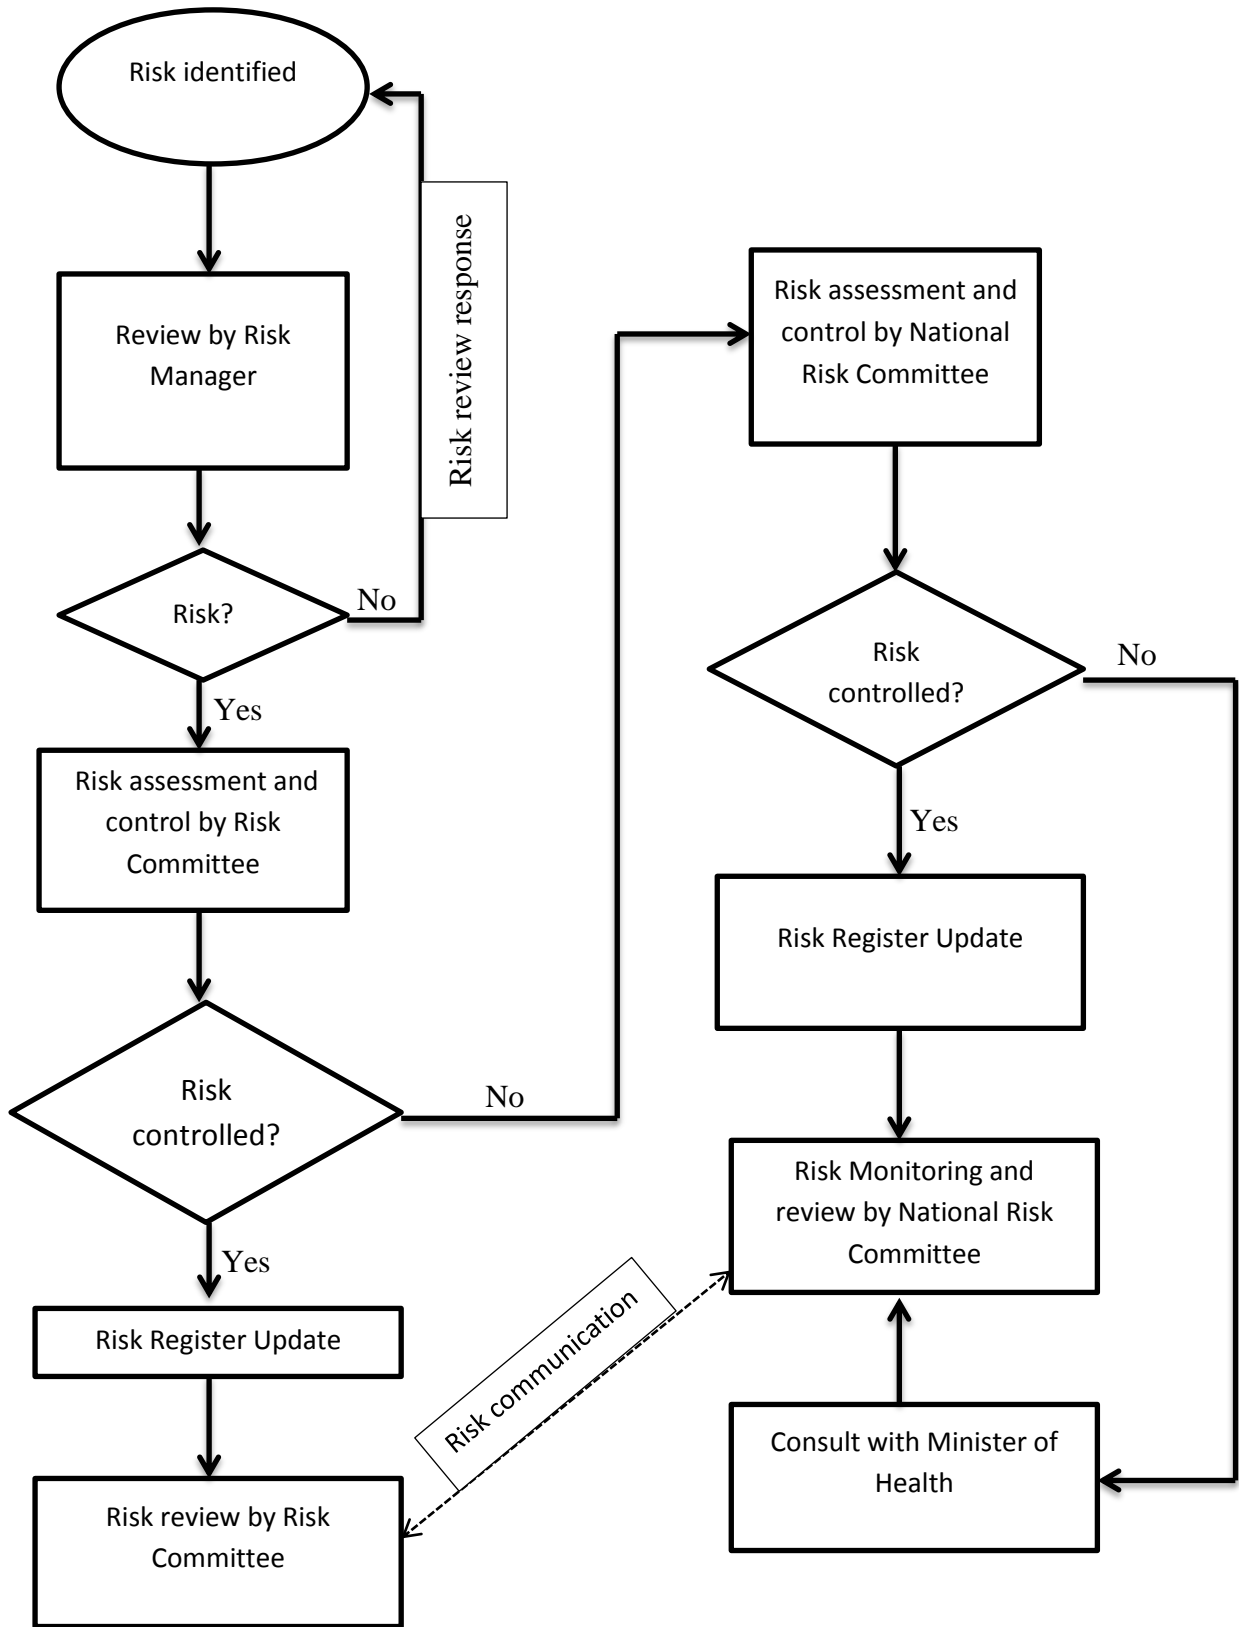 Risk identified
Risk review response
Review by Risk
Manager
Risk?
No
Yes
Risk assessment and
control by Risk
Committee
Risk
controlled?
No
Yes
Risk Register Update
Risk review by Risk
Committee
Risk communication
Risk assessment and
control by National
Risk Committee
Risk
controlled?
No
Yes
Risk Register Update
Risk Monitoring and
review by National Risk
Committee
Consult with Minister of
Health